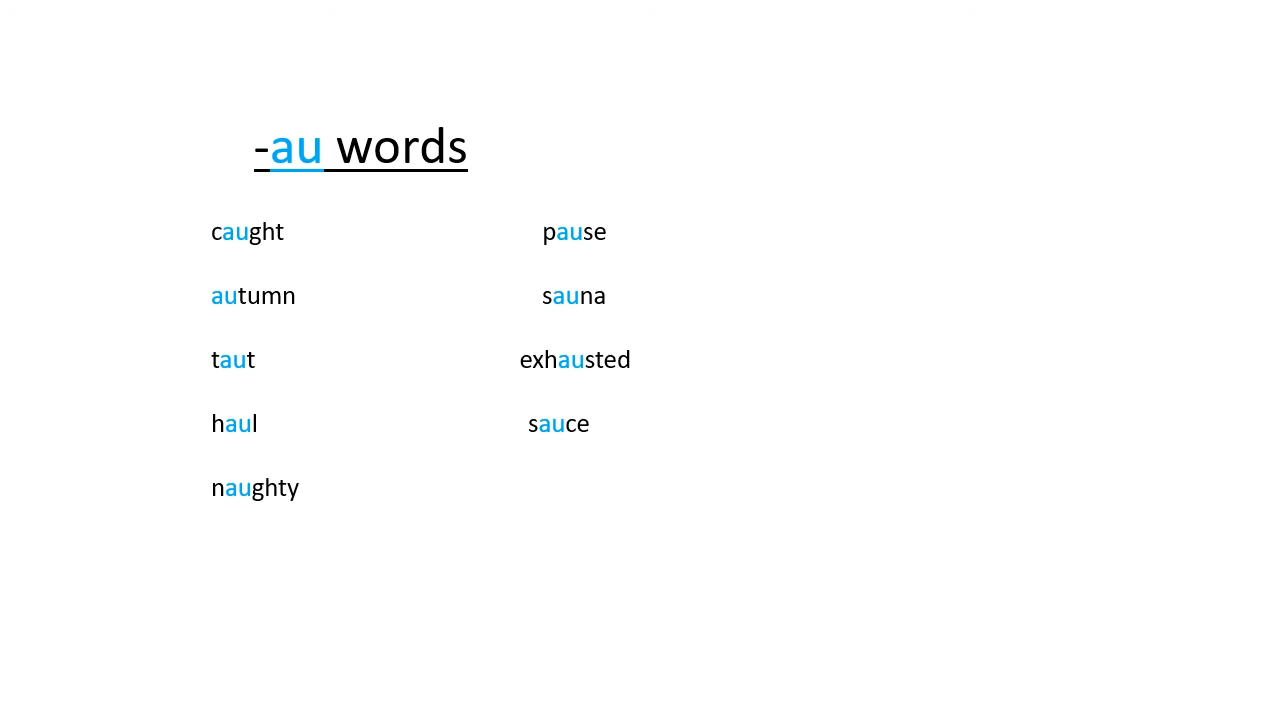 -au words
caught pause
autumn sauna
taut exhausted
haul sauce
naughty